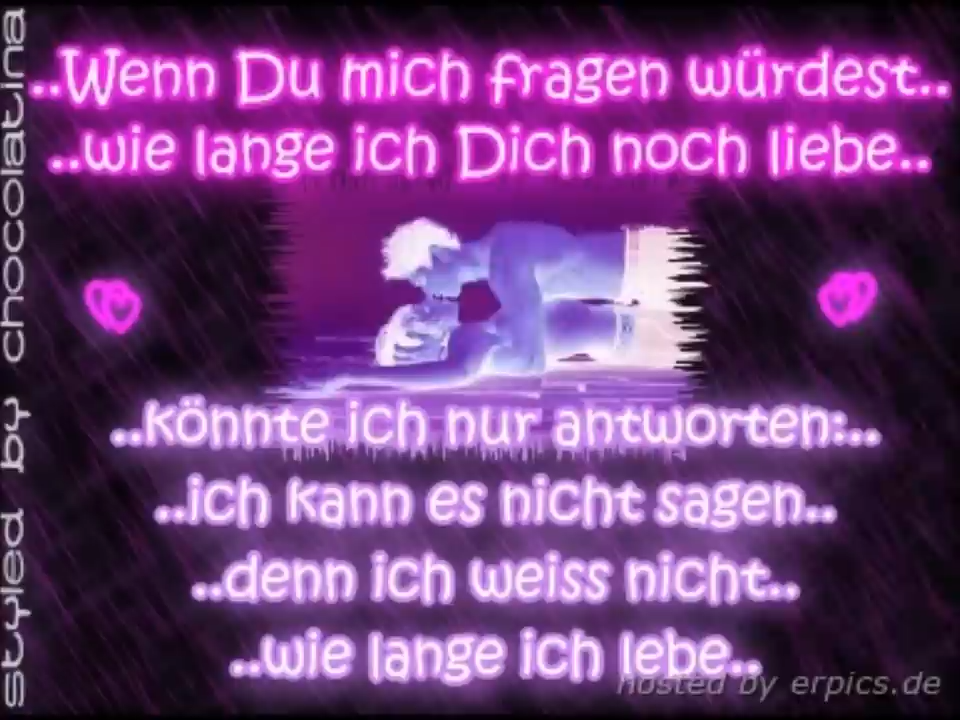 ..Wenn Du mich fragen würdest..
..wie lange ich Dich noch liebe..
..könnte ich nur antworten:..
..ich kann es nicht sagen..
..denn ich weiss nicht..
..wie lange ich lebe..
styled by chocolatina
hosted by erpics.de